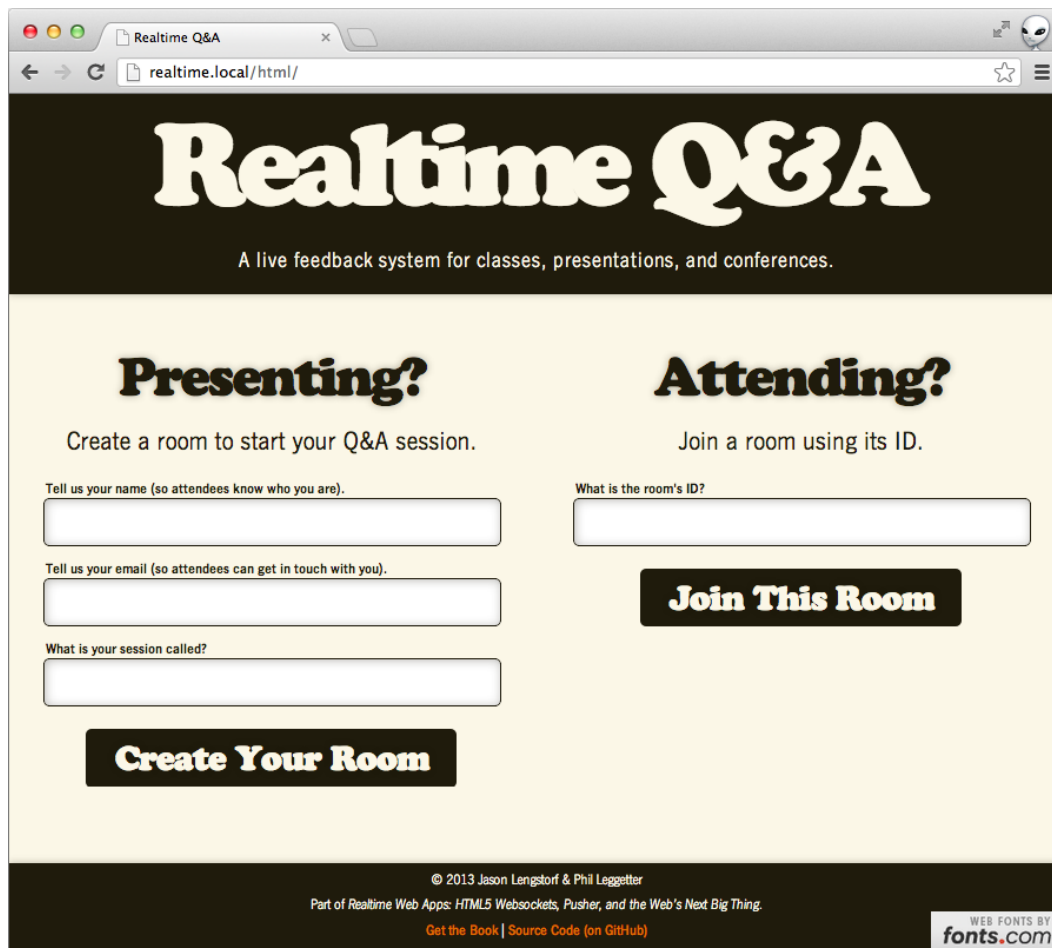 Realtime Q&A
realtime.local/html/
Realtime Q&A
A live feedback system for classes, presentations, and conferences.
Presenting?
Create a room to start your Q&A session.
Tell us your name (so attendees know who you are).
Tell us your email (so attendees can get in touch with you).
What is your session called?
Create Your Room
Attending?
Join a room using its ID.
What is the room's ID?
Join This Room
© 2013 Jason Lengstorf & Phil Leggetter
Part of Realtime Web Apps: HTML5 Websockets, Pusher, and the Web's Next Big Thing.
Get the Book | Source Code (on GitHub)
WEB FONTS BY
fonts.com